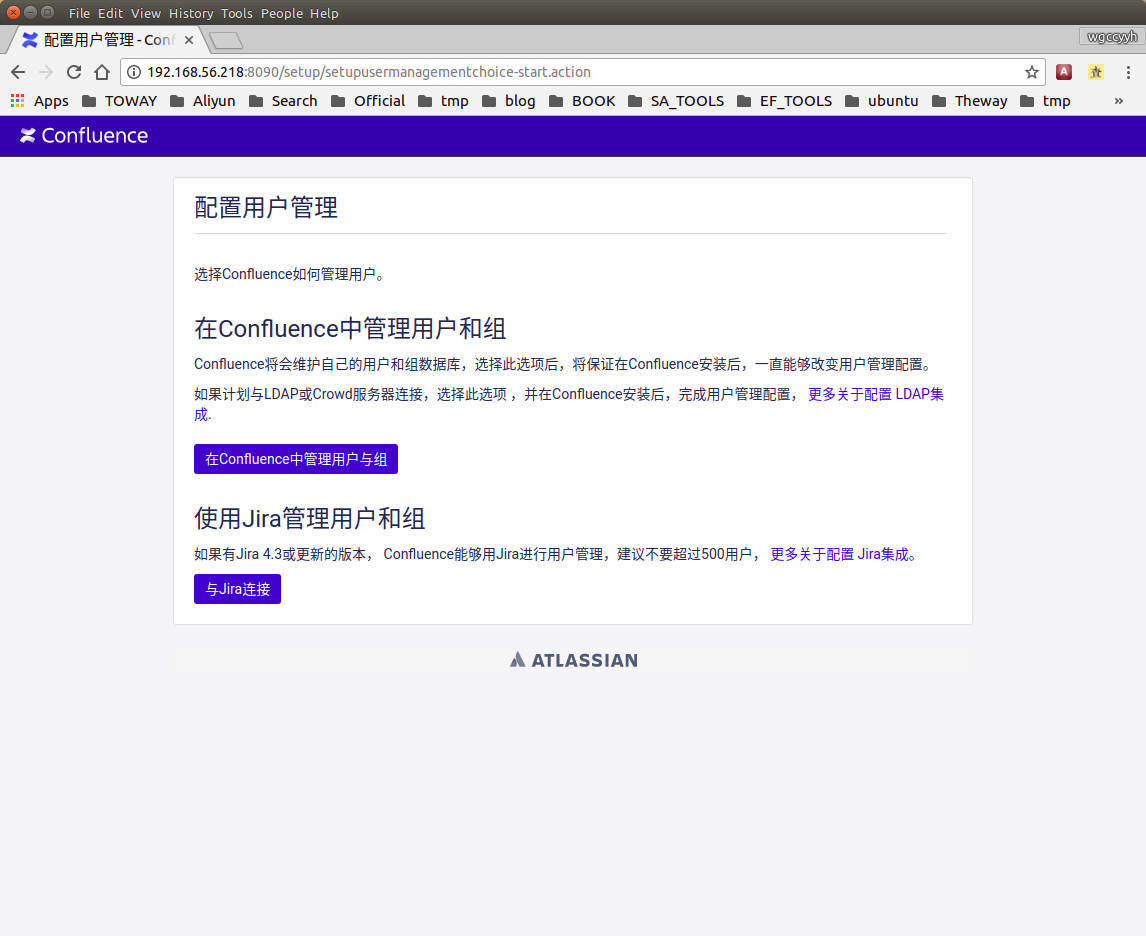 File Edit View History Tools People Help
配置用户管理 - Conf
wgccyyh
192.168.56.218:8090/setup/setupusermanagementchoice-start.action
A
Apps TOWAY Aliyun Search Official tmp blog BOOK SA_TOOLS EF_TOOLS ubuntu Theway tmp »
Confluence
配置用户管理
选择Confluence如何管理用户。
在Confluence中管理用户和组
Confluence将会维护自己的用户和组数据库，选择此选项后，将保证在Confluence安装后，一直能够改变用户管理配置。
如果计划与LDAP或Crowd服务器连接，选择此选项 ，并在Confluence安装后，完成用户管理配置， 更多关于配置 LDAP集
成.
在Confluence中管理用户与组
使用Jira管理用户和组
如果有Jira 4.3或更新的版本， Confluence能够用Jira进行用户管理，建议不要超过500用户， 更多关于配置 Jira集成。
与Jira连接
ATLASSIAN